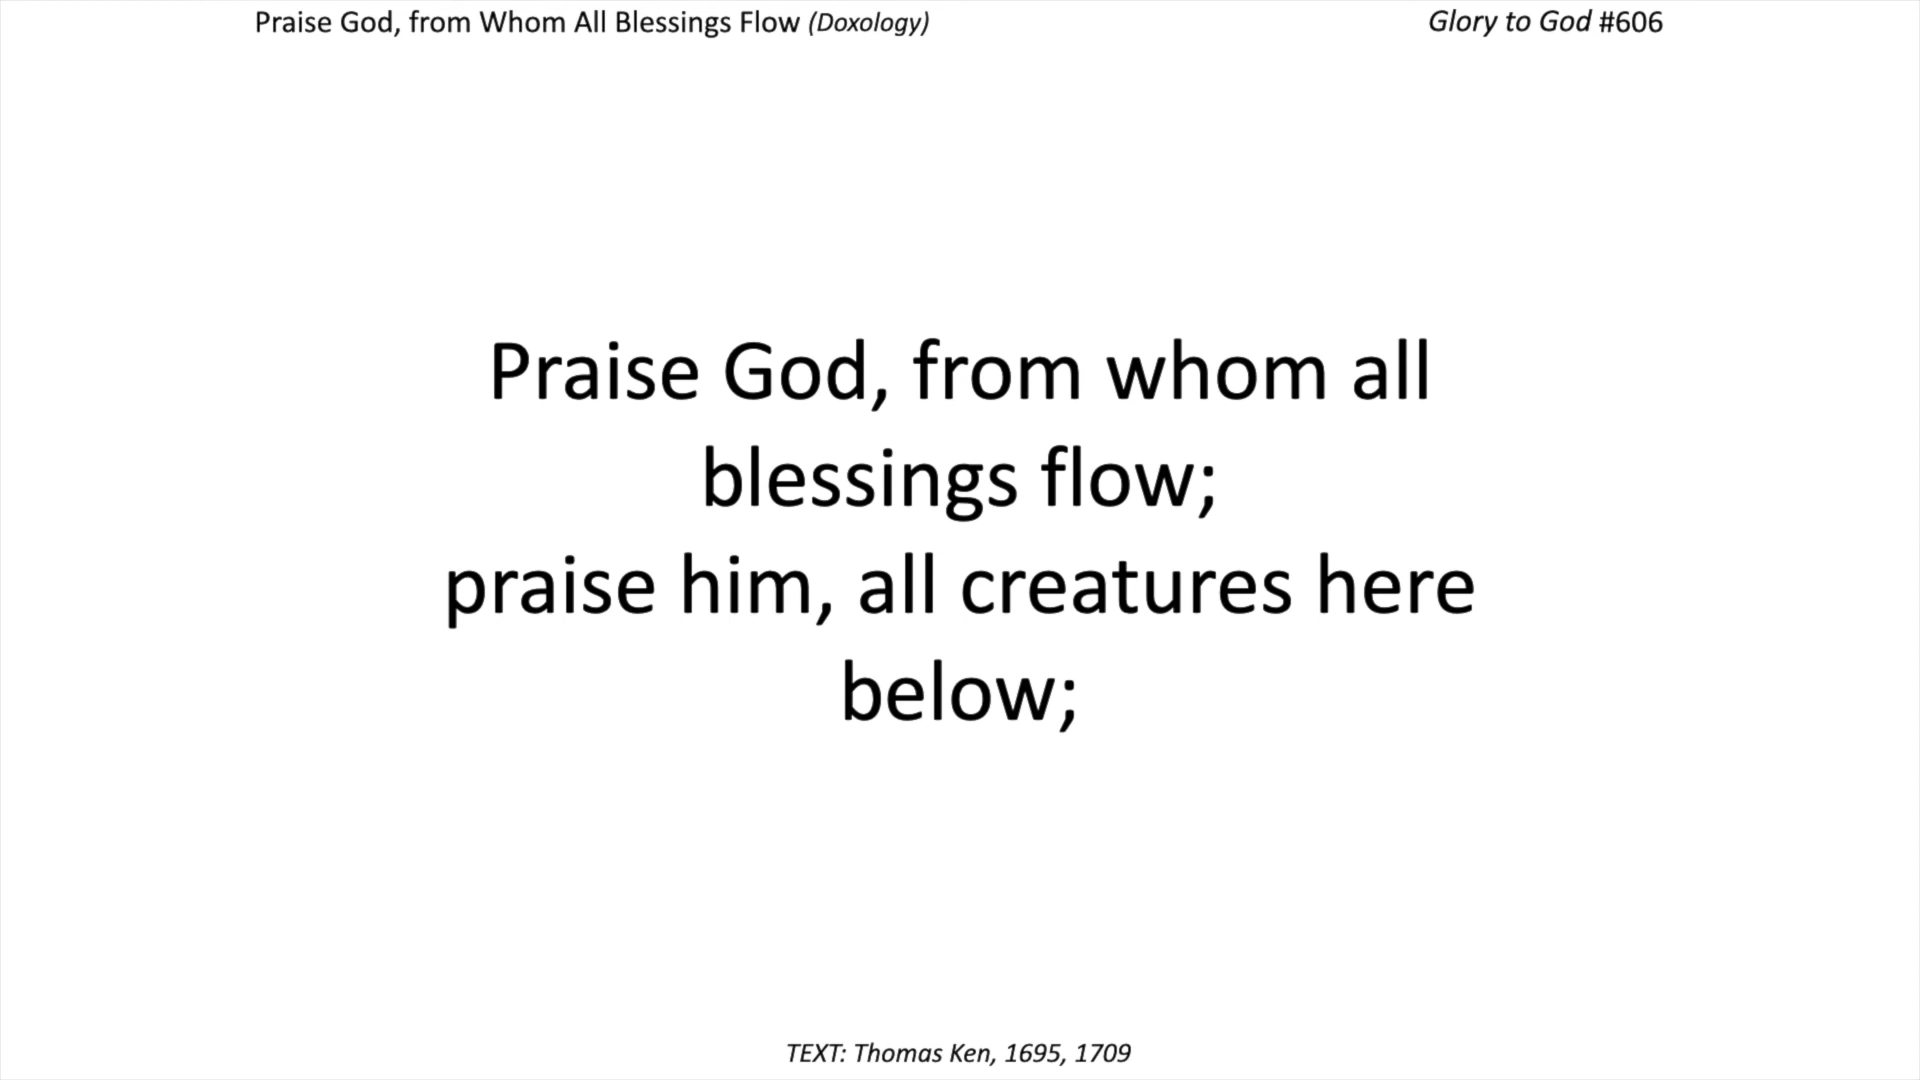 Praise God, from Whom All Blessings Flow (Doxology)
Glory to God #606
Praise God, from whom all
blessings flow;
praise him, all creatures here
below;
TEXT: Thomas Ken, 1695, 1709